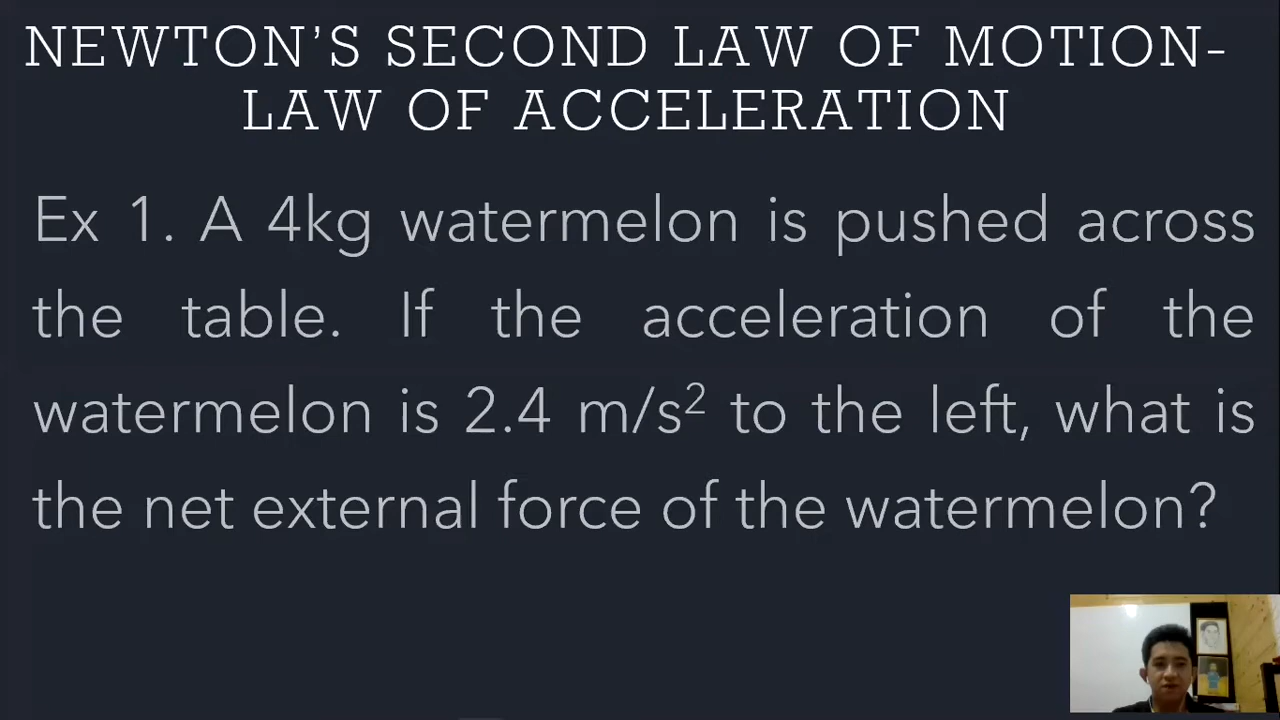 NEWTON’S SECOND LAW OF MOTION-
LAW OF ACCELERATION
Ex 1. A 4kg watermelon is pushed across
the table. If the acceleration of the
watermelon is 2.4 m/s² to the left, what is
the net external force of the watermelon?